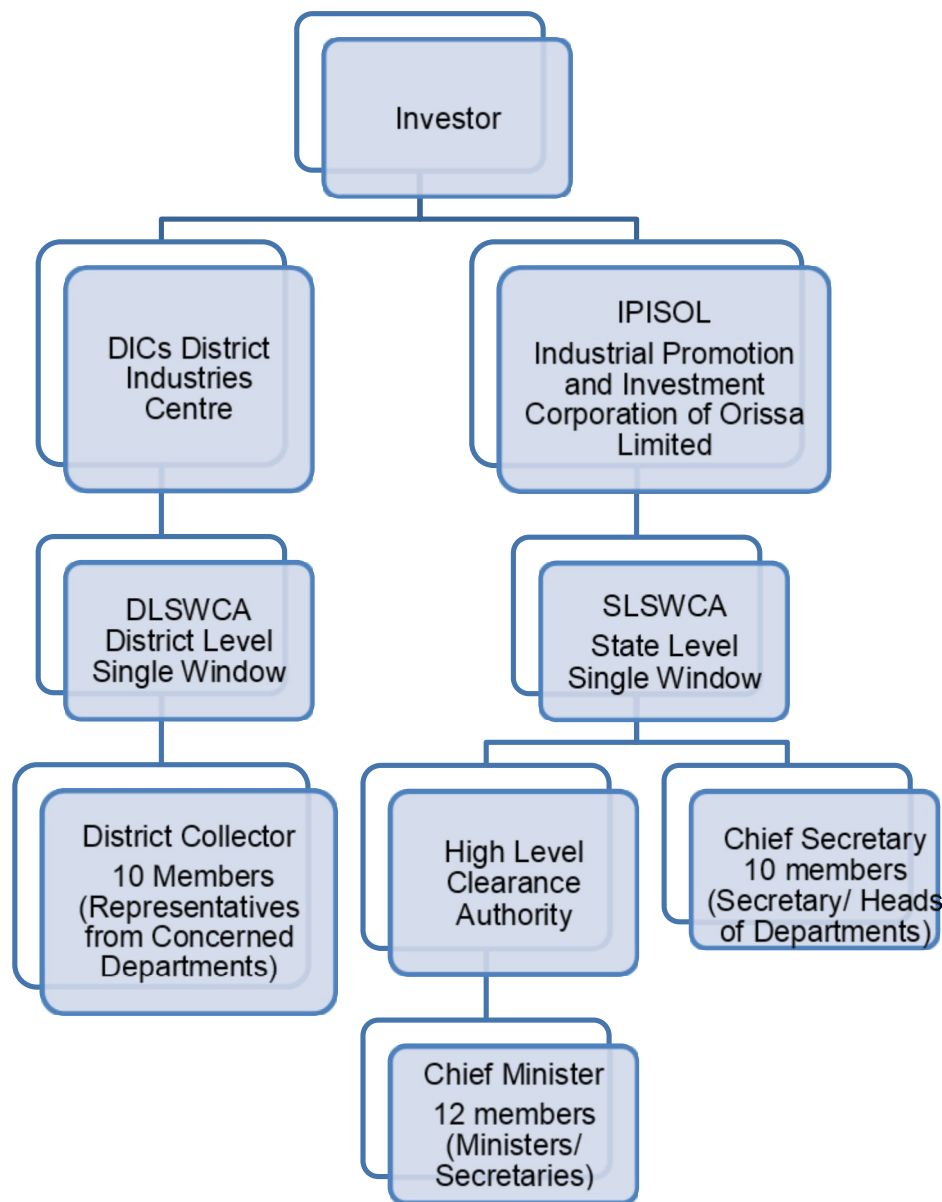 Investor
DICs District
Industries
Centre
IPISOL
Industrial Promotion
and Investment
Corporation of Orissa
Limited
DLSWCA
District Level
Single Window
SLSWCA
State Level
Single Window
District Collector
10 Members
(Representatives
from Concerned
Departments)
High Level
Clearance
Authority
Chief Secretary
10 members
(Secretary/ Heads
of Departments)
Chief Minister
12 members
(Ministers/
Secretaries)